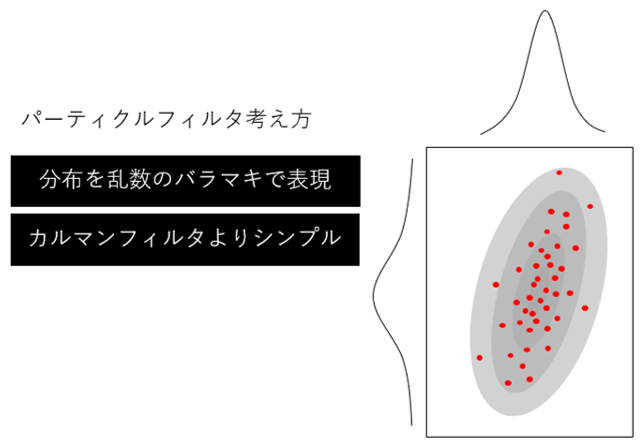 パーティクルフィルタ考え方
分布を乱数のバラマキで表現
カルマンフィルタよりシンプル